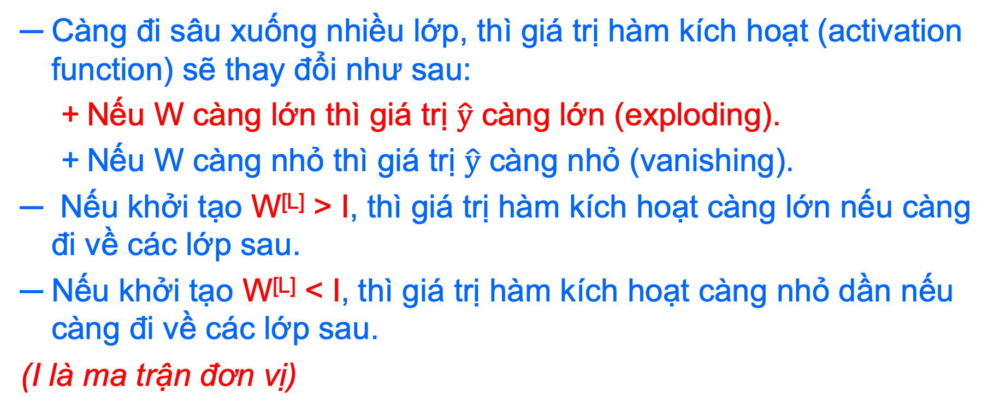 — Càng đi sâu xuống nhiều lớp, thì giá trị hàm kích hoạt (activation
function) sẽ thay đổi như sau:
+ Nếu W càng lớn thì giá trị ŷ càng lớn (exploding).
+ Nếu W càng nhỏ thì giá trị ŷ càng nhỏ (vanishing).
— Nếu khởi tạo W[L] > I, thì giá trị hàm kích hoạt càng lớn nếu càng
đi về các lớp sau.
— Nếu khởi tạo W[L] < I, thì giá trị hàm kích hoạt càng nhỏ dần nếu
càng đi về các lớp sau.
(I là ma trận đơn vị)